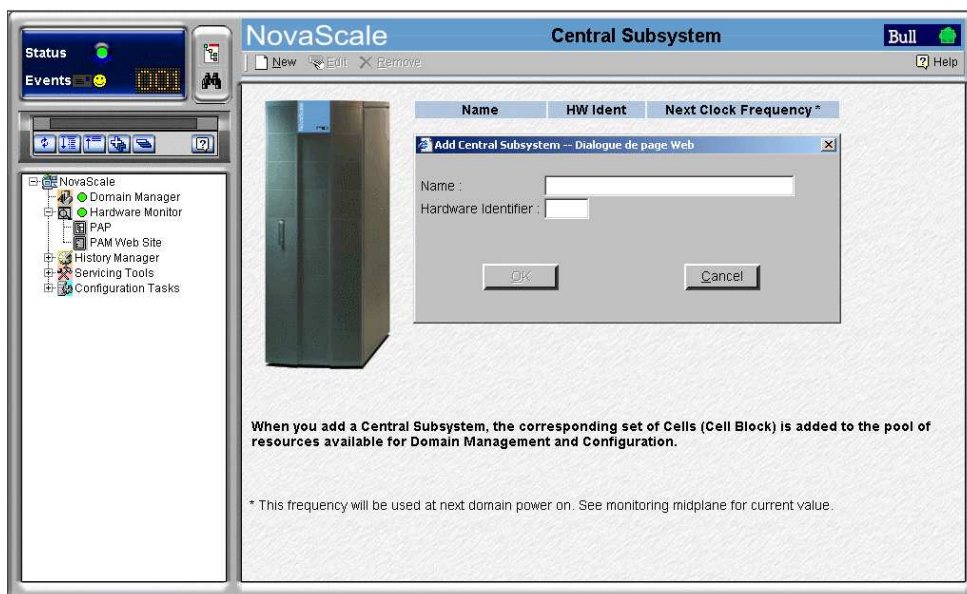 Status
Events
001
NovaScale
Domain Manager
Hardware Monitor
PAP
PAM Web Site
History Manager
Servicing Tools
Configuration Tasks
NovaScale Central Subsystem Bull
New Edit Remove Help
Name HW Ident Next Clock Frequency *
Add Central Subsystem -- Dialogue de page Web
Name :
Hardware Identifier :
OK Cancel
When you add a Central Subsystem, the corresponding set of Cells (Cell Block) is added to the pool of
resources available for Domain Management and Configuration.
* This frequency will be used at next domain power on. See monitoring midplane for current value.